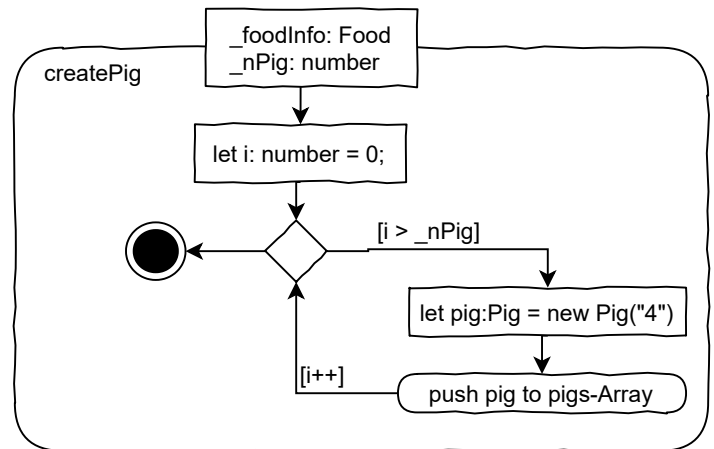 _foodInfo: Food
_nPig: number
createPig
let i: number = 0;
[i > _nPig]
let pig:Pig = new Pig("4")
[i++]
push pig to pigs-Array